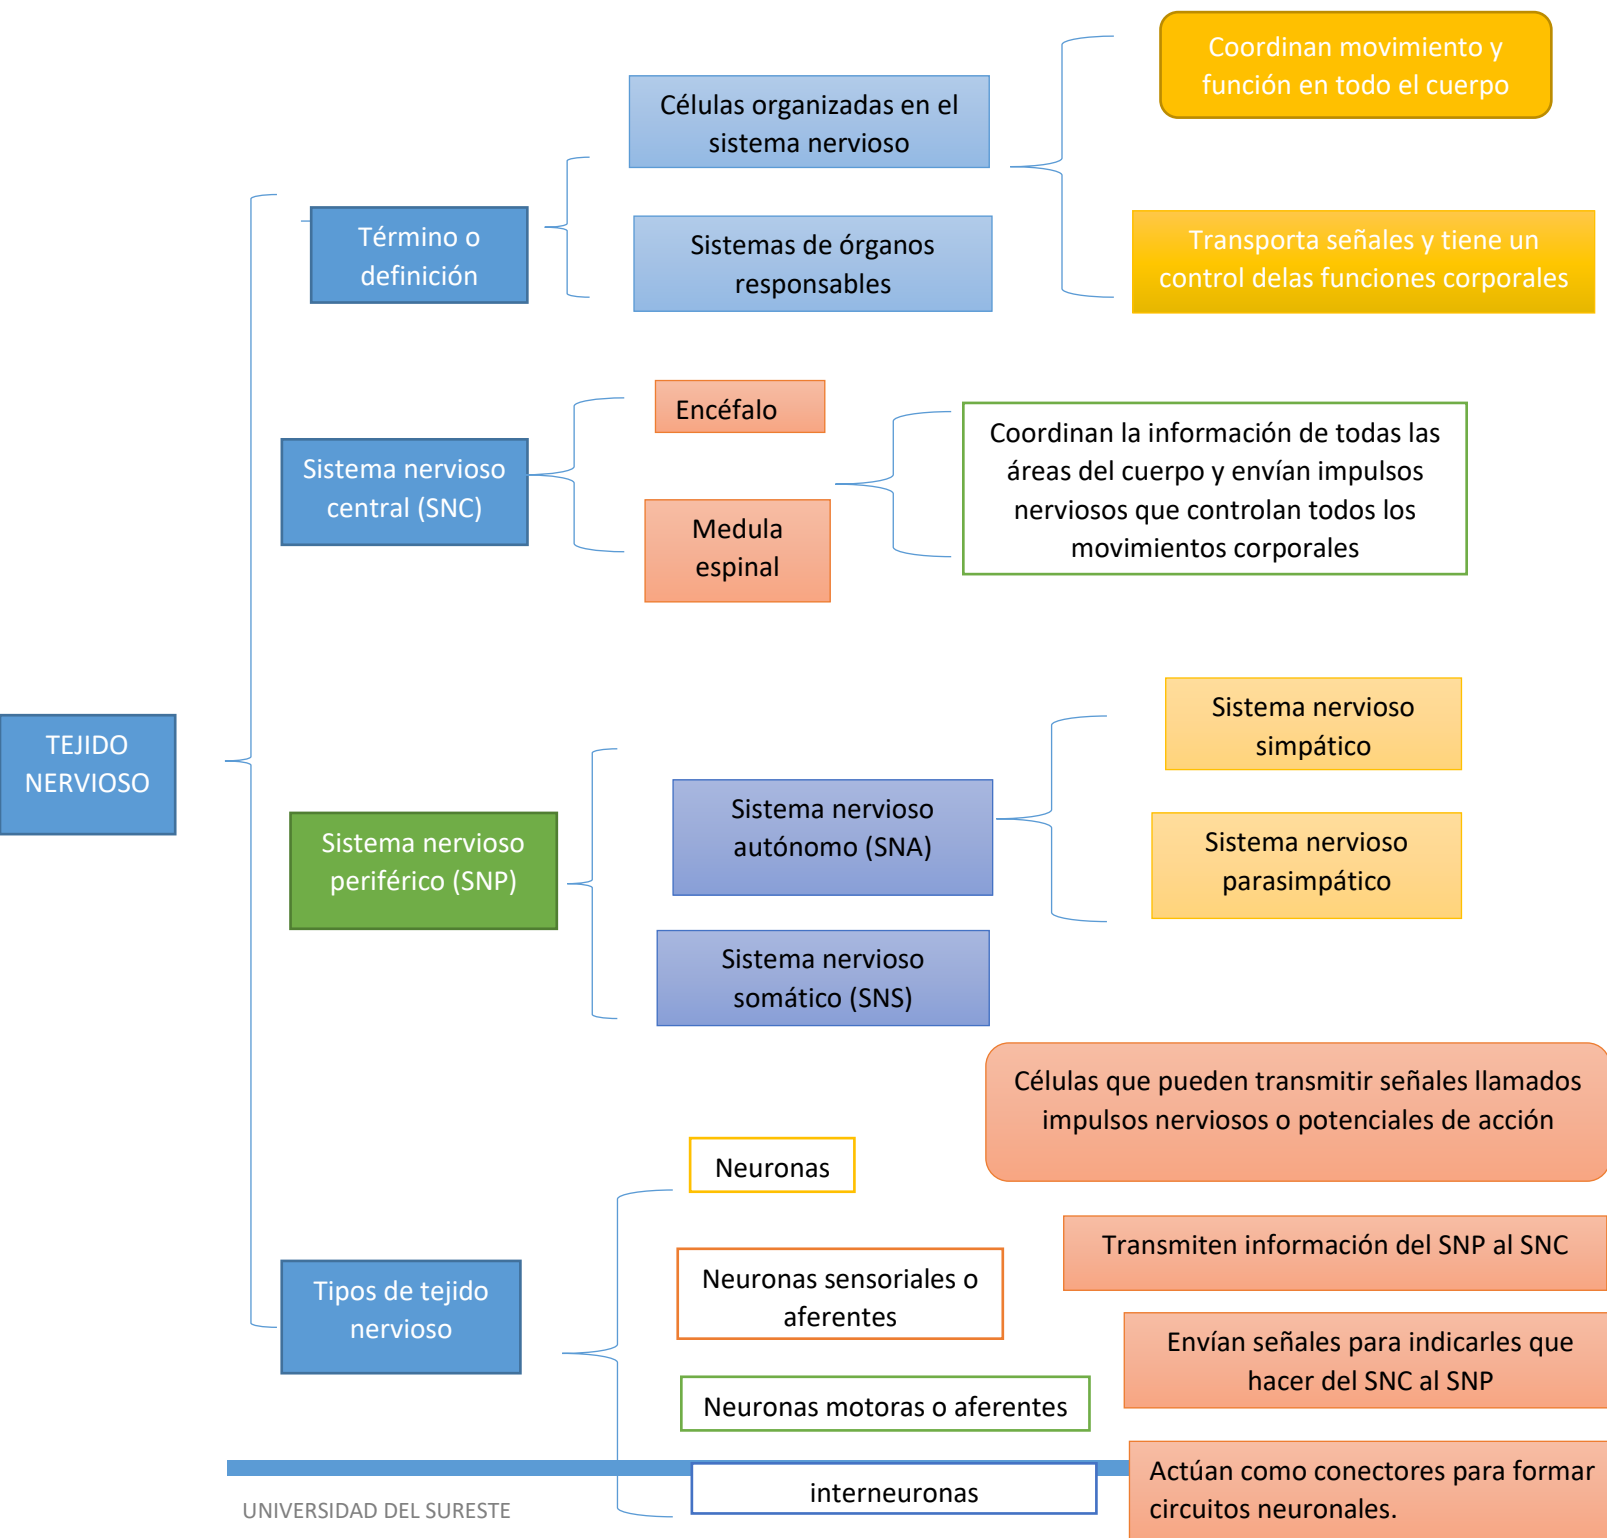 Coordinan movimiento y
función en todo el cuerpo
Células organizadas en el
sistema nervioso
Término o
definición
Sistemas de órganos
responsables
Transporta señales y tiene un
control delas funciones corporales
Encéfalo
Sistema nervioso
central (SNC)
Coordinan la información de todas las
áreas del cuerpo y envían impulsos
nerviosos que controlan todos los
movimientos corporales
Medula
espinal
TEJIDO
NERVIOSO
Sistema nervioso
simpático
Sistema nervioso
autónomo (SNA)
Sistema nervioso
periférico (SNP)
Sistema nervioso
parasimpático
Sistema nervioso
somático (SNS)
Células que pueden transmitir señales llamados
impulsos nerviosos o potenciales de acción
Neuronas
Transmiten información del SNP al SNC
Neuronas sensoriales o
aferentes
Tipos de tejido
nervioso
Envían señales para indicarles que
hacer del SNC al SNP
Neuronas motoras o aferentes
interneuronas
Actúan como conectores para formar
circuitos neuronales.
UNIVERSIDAD DEL SURESTE